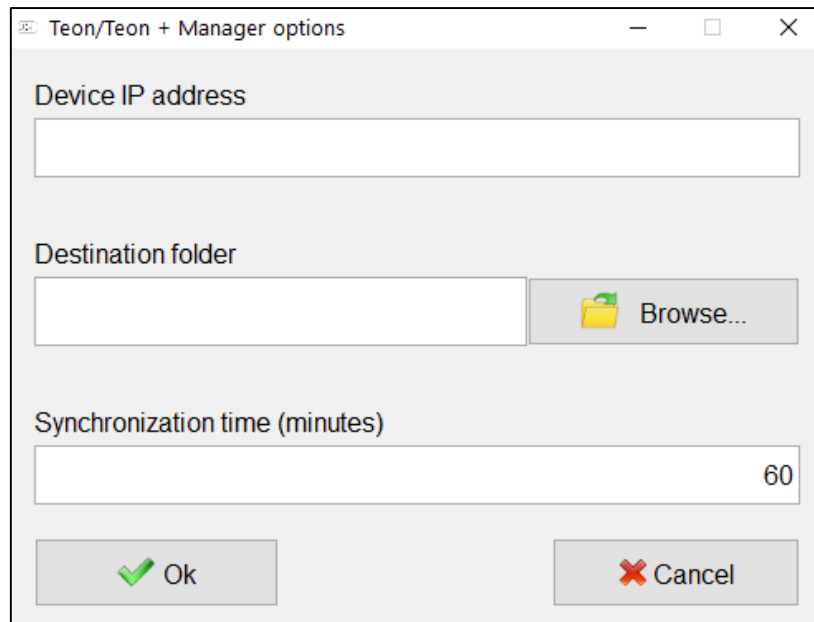 Teon/Teon + Manager options
Device IP address
Destination folder
Browse...
Synchronization time (minutes)
60
Ok
Cancel